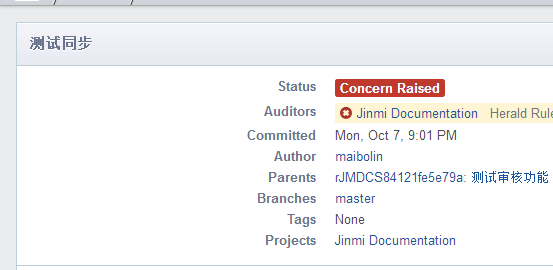 测试同步
Status Concern Raised
Auditors Jinmi Documentation Herald Rule
Committed Mon, Oct 7, 9:01 PM
Author maibolin
Parents rJMDCS84121fe5e79a: 测试审核功能
Branches master
Tags None
Projects Jinmi Documentation